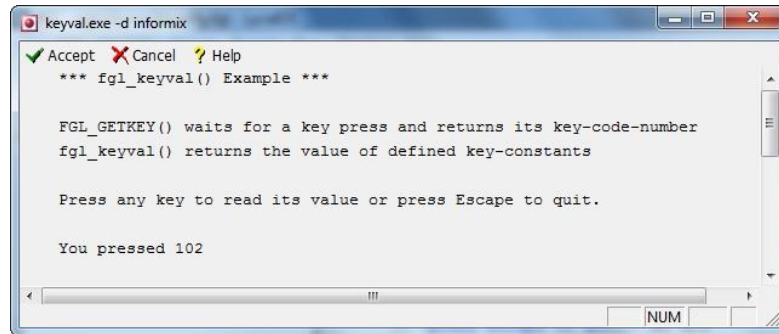 keyval.exe -d informix
Accept Cancel ? Help
*** fgl_keyval() Example ***
FGL_GETKEY() waits for a key press and returns its key-code-number
fgl_keyval() returns the value of defined key-constants
Press any key to read its value or press Escape to quit.
You pressed 102
NUM